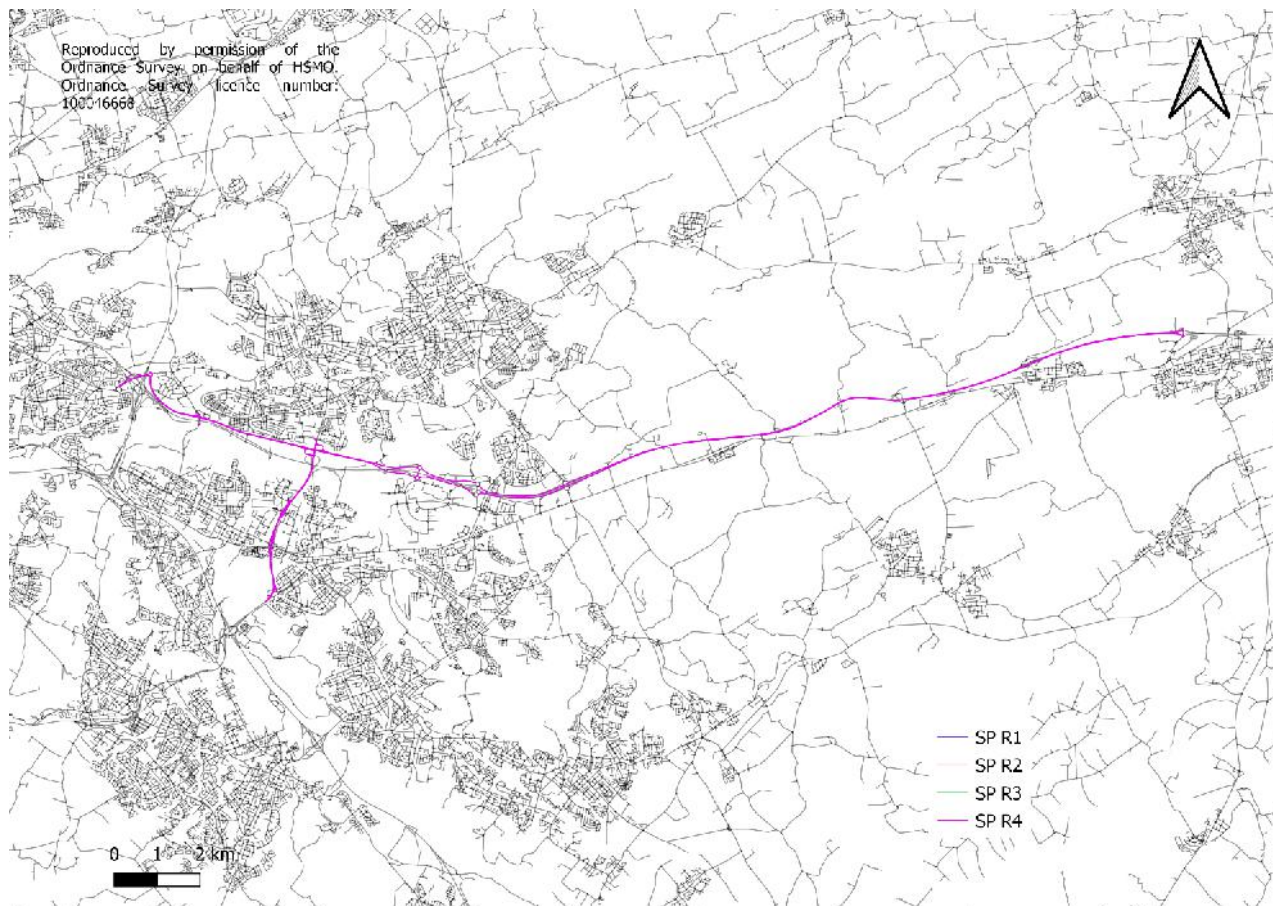 Reproduced by permission of the
Ordnance Survey on behalf of HSMO.
Ordnance Survey licence number:
100046668
SP R1
SP R2
SP R3
SP R4
0 1 2 km